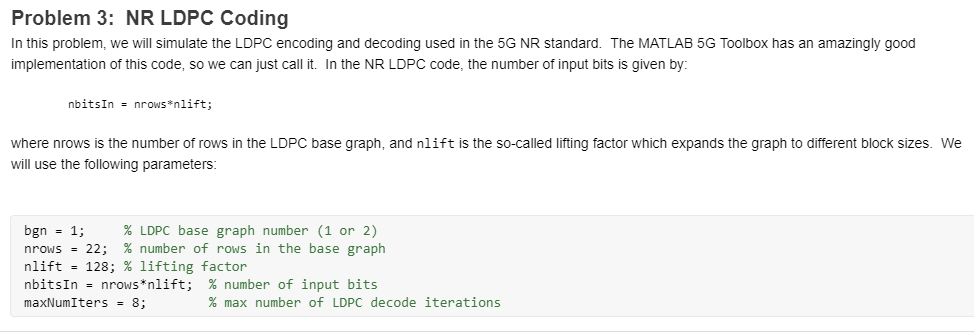 Problem 3:  NR LDPC Coding
In this problem, we will simulate the LDPC encoding and decoding used in the 5G NR standard.  The MATLAB 5G Toolbox has an amazingly good
implementation of this code, so we can just call it.  In the NR LDPC code, the number of input bits is given by:
nbitsIn = nrows*nlift;
where nrows is the number of rows in the LDPC base graph, and nlift is the so-called lifting factor which expands the graph to different block sizes.  We
will use the following parameters:
bgn = 1;     % LDPC base graph number (1 or 2)
nrows = 22;  % number of rows in the base graph
nlift = 128; % lifting factor
nbitsIn = nrows*nlift;  % number of input bits
maxNumIters = 8;        % max number of LDPC decode iterations